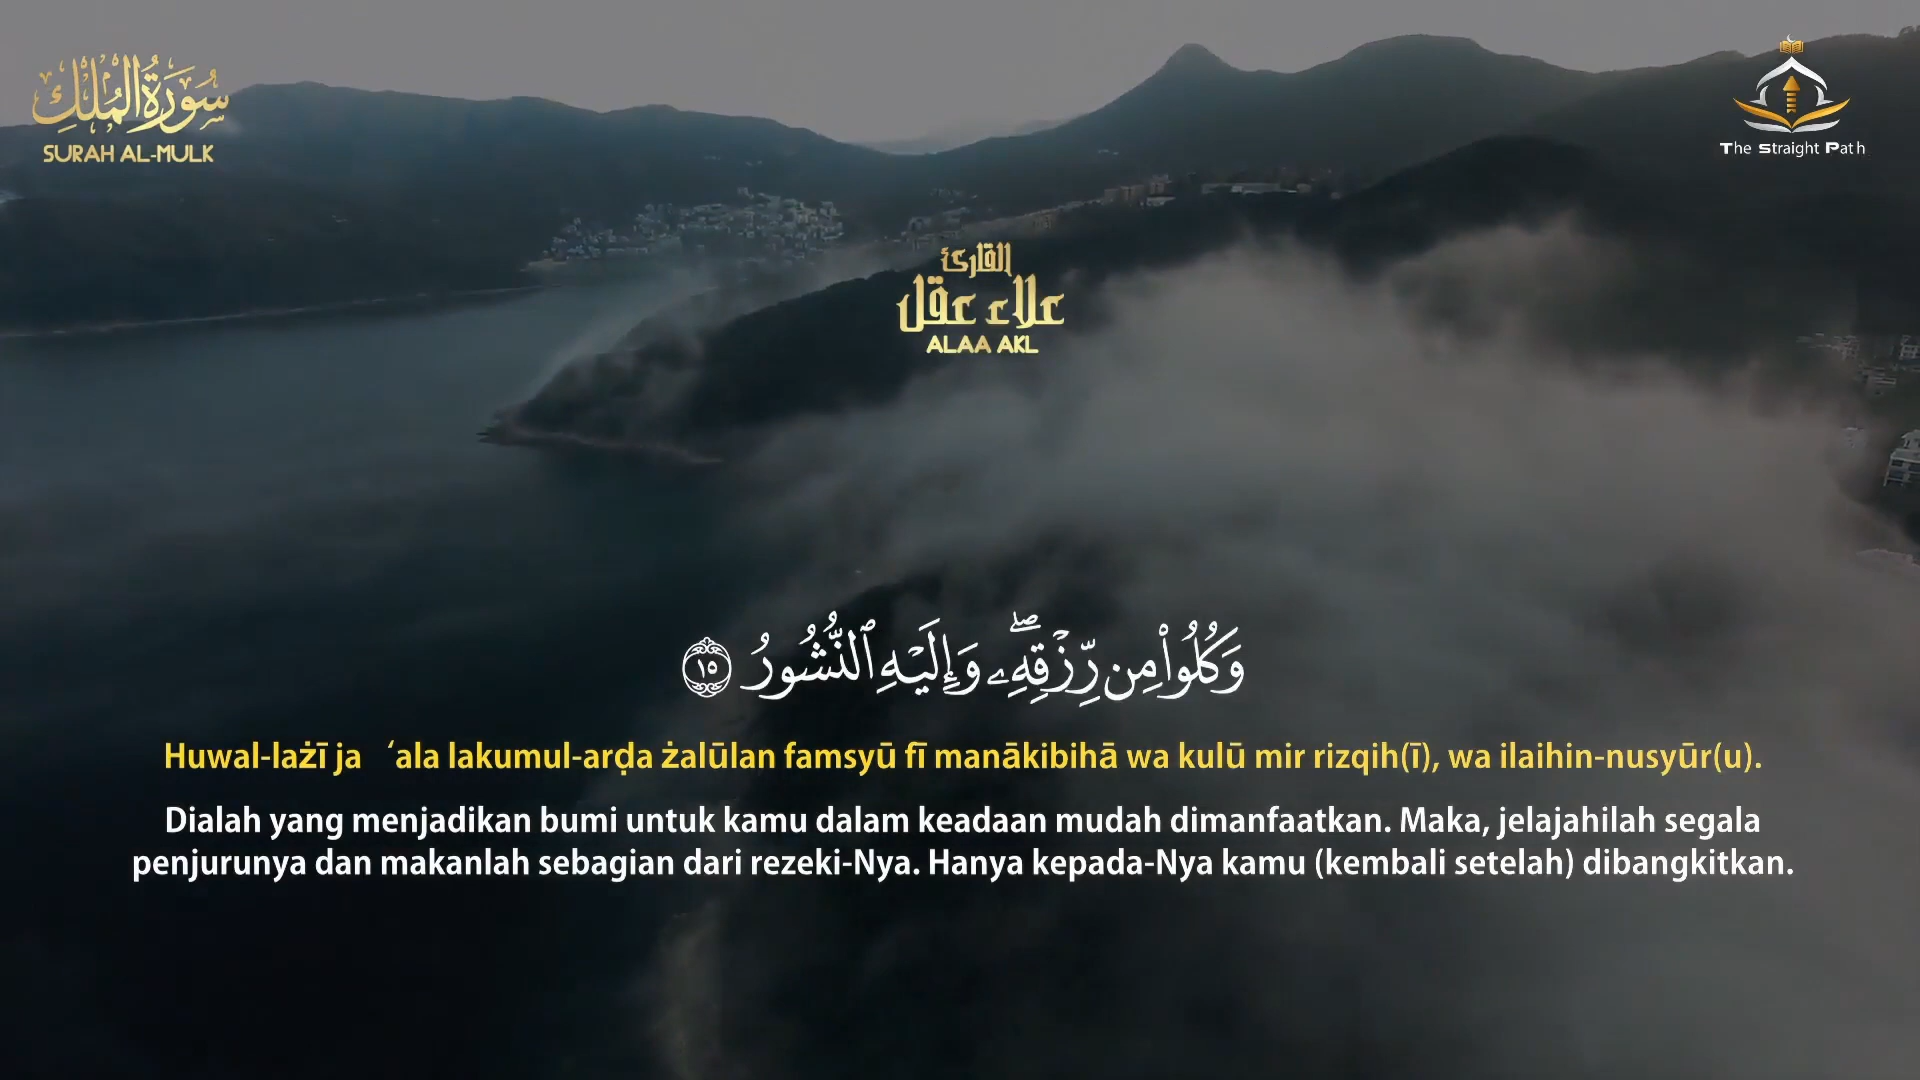 سُورَةُ الْمُلْكِ
SURAH AL-MULK
The Straight Path
القارئ
علاء عقل
ALAA AKL
وَكُلُوا۟ مِن رِّزْقِهِۦ ۖ وَإِلَيْهِ ٱلنُّشُورُ ١٥
Huwal-lażī ja ‘ala lakumul-arḍa żalūlan famsyū fī manākibihā wa kulū mir rizqih(ī), wa ilaihin-nusyūr(u).
Dialah yang menjadikan bumi untuk kamu dalam keadaan mudah dimanfaatkan. Maka, jelajahilah segala
penjurunya dan makanlah sebagian dari rezeki-Nya. Hanya kepada-Nya kamu (kembali setelah) dibangkitkan.